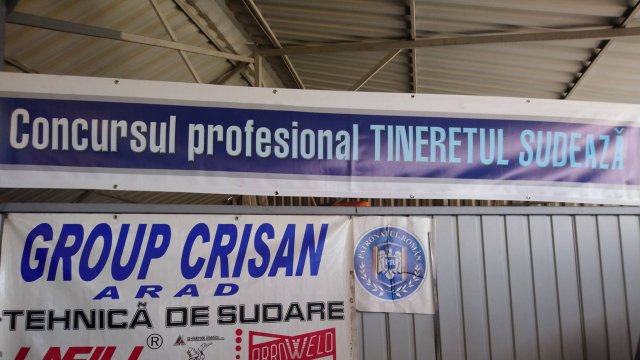 Concursul profesional TINERETUL SUDEAZĂ
GROUP CRISAN
ARAD
TEHNICĂ DE SUDARE
PATRONATUL ROMÂN